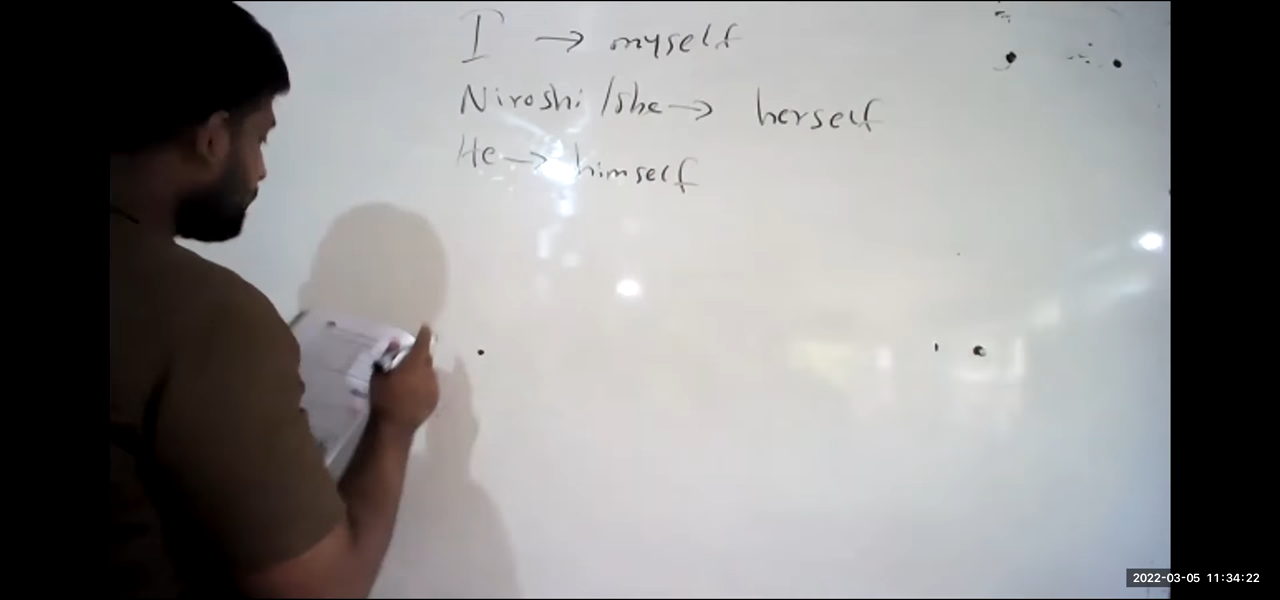 I → myself
Niroshi /she → herself
He → himself
2022-03-05 11:34:22